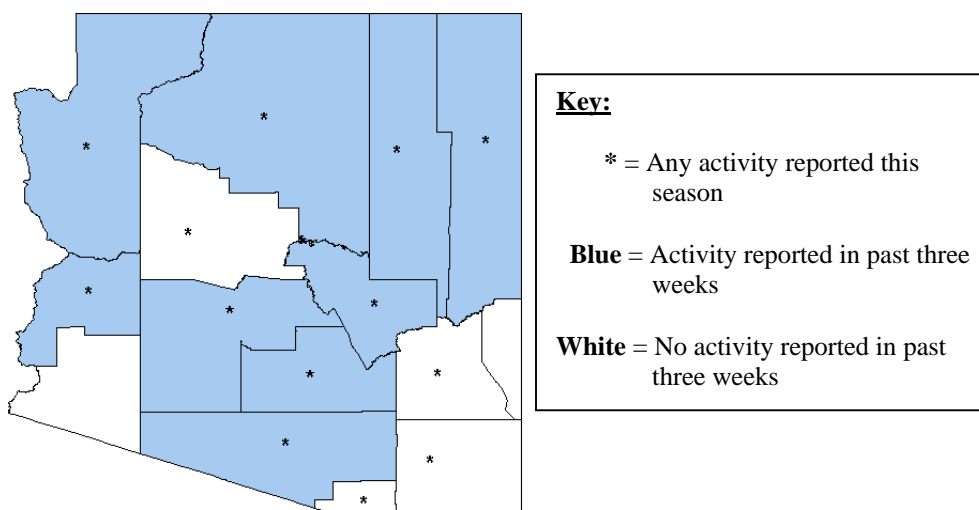 *
*
*
*
*
*
*
*
*
*
*
*
*
Key:
* = Any activity reported this
season
Blue = Activity reported in past three
weeks
White = No activity reported in past
three weeks